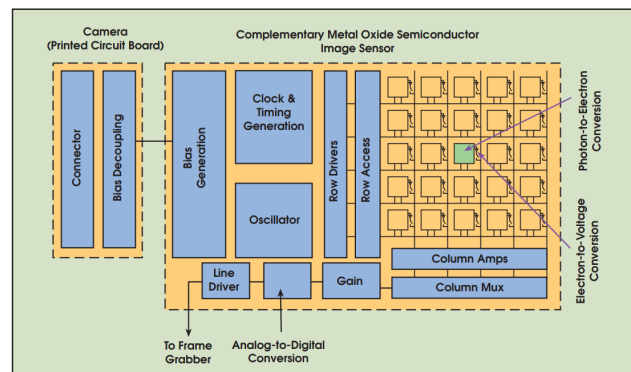 Camera
(Printed Circuit Board)
Complementary Metal Oxide Semiconductor
Image Sensor
Connector
Bias Decoupling
Bias
Generation
Clock &
Timing
Generation
Oscillator
Row Drivers
Row Access
Photon-to-Electron
Conversion
Electron-to-Voltage
Conversion
Column Amps
Column Mux
Line
Driver
Gain
To Frame
Grabber
Analog-to-Digital
Conversion